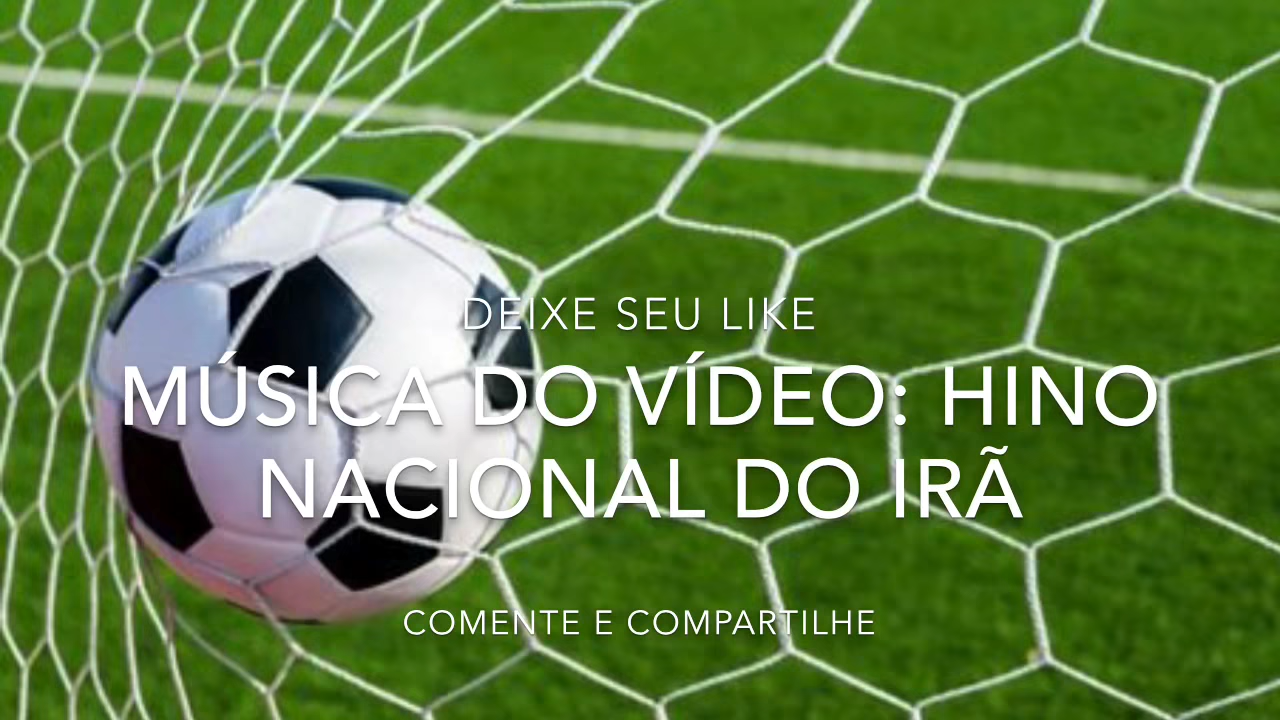 DEIXE SEU LIKE
MÚSICA DO VÍDEO: HINO
NACIONAL DO IRÃ
COMENTE E COMPARTILHE